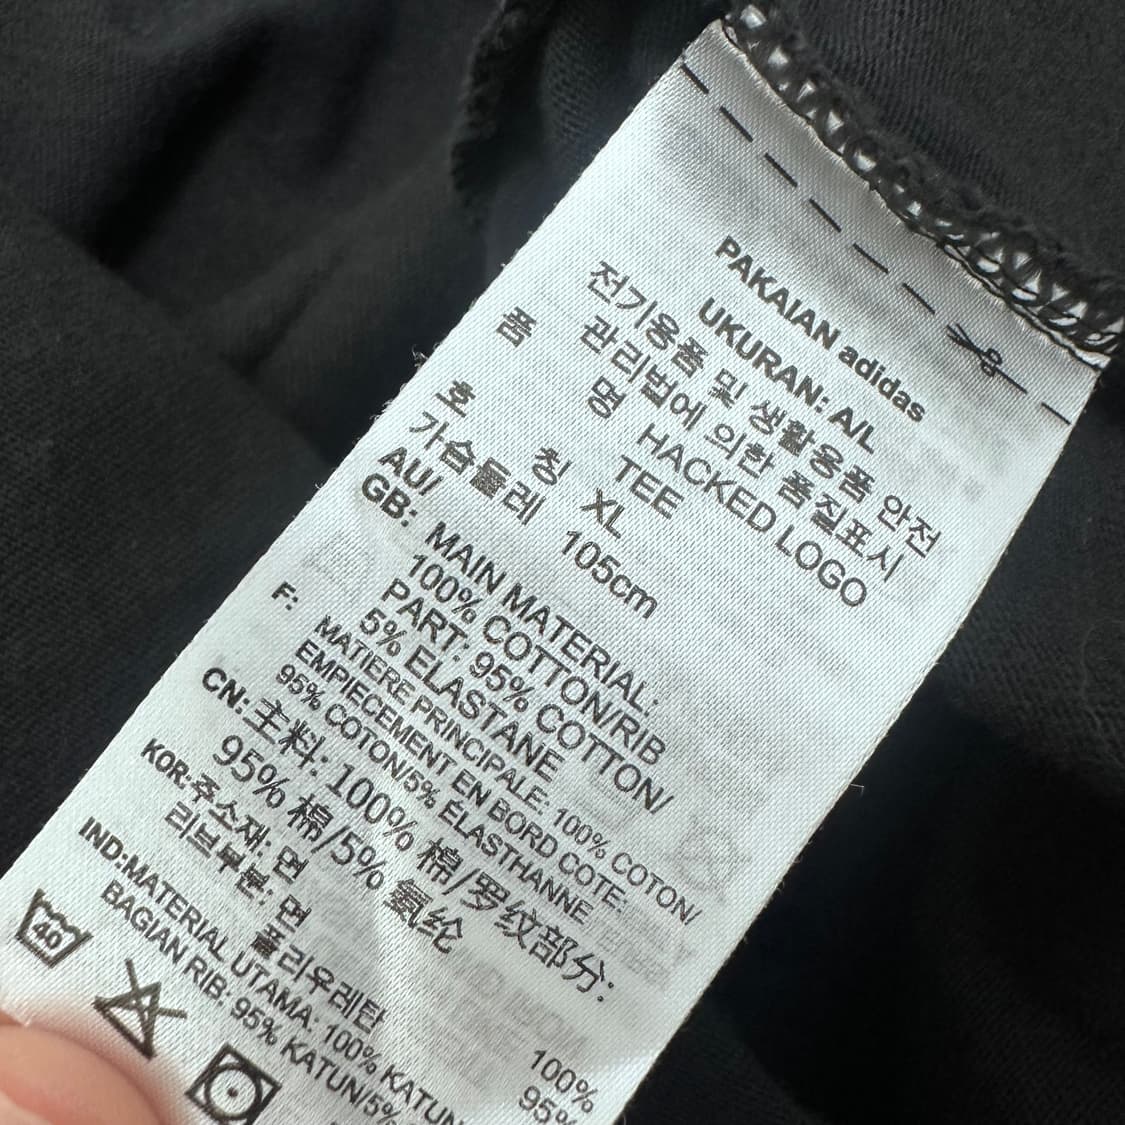 PAKAIAN adidas
UKURAN: A/L
전기용품 및 생활용품 안전
관리법에 의한 품질표시
품 명 HACKED LOGO
TEE
호 칭 XL
가슴둘레 105cm
AU/
GB: MAIN MATERIAL:
100% COTTON/RIB
PART: 95% COTTON/
5% ELASTANE
F: MATIERE PRINCIPALE: 100% COTON/
EMPIECEMENT EN BORD COTE:
95% COTON/5% ÉLASTHANNE
CN: 主料: 100% 棉/罗纹部分:
95% 棉/5% 氨纶
KOR: 주소재: 면 100%
리브부분: 면 95%
폴리우레탄
IND:MATERIAL UTAMA: 100% KATUN
BAGIAN RIB: 95% KATUN/5%
40